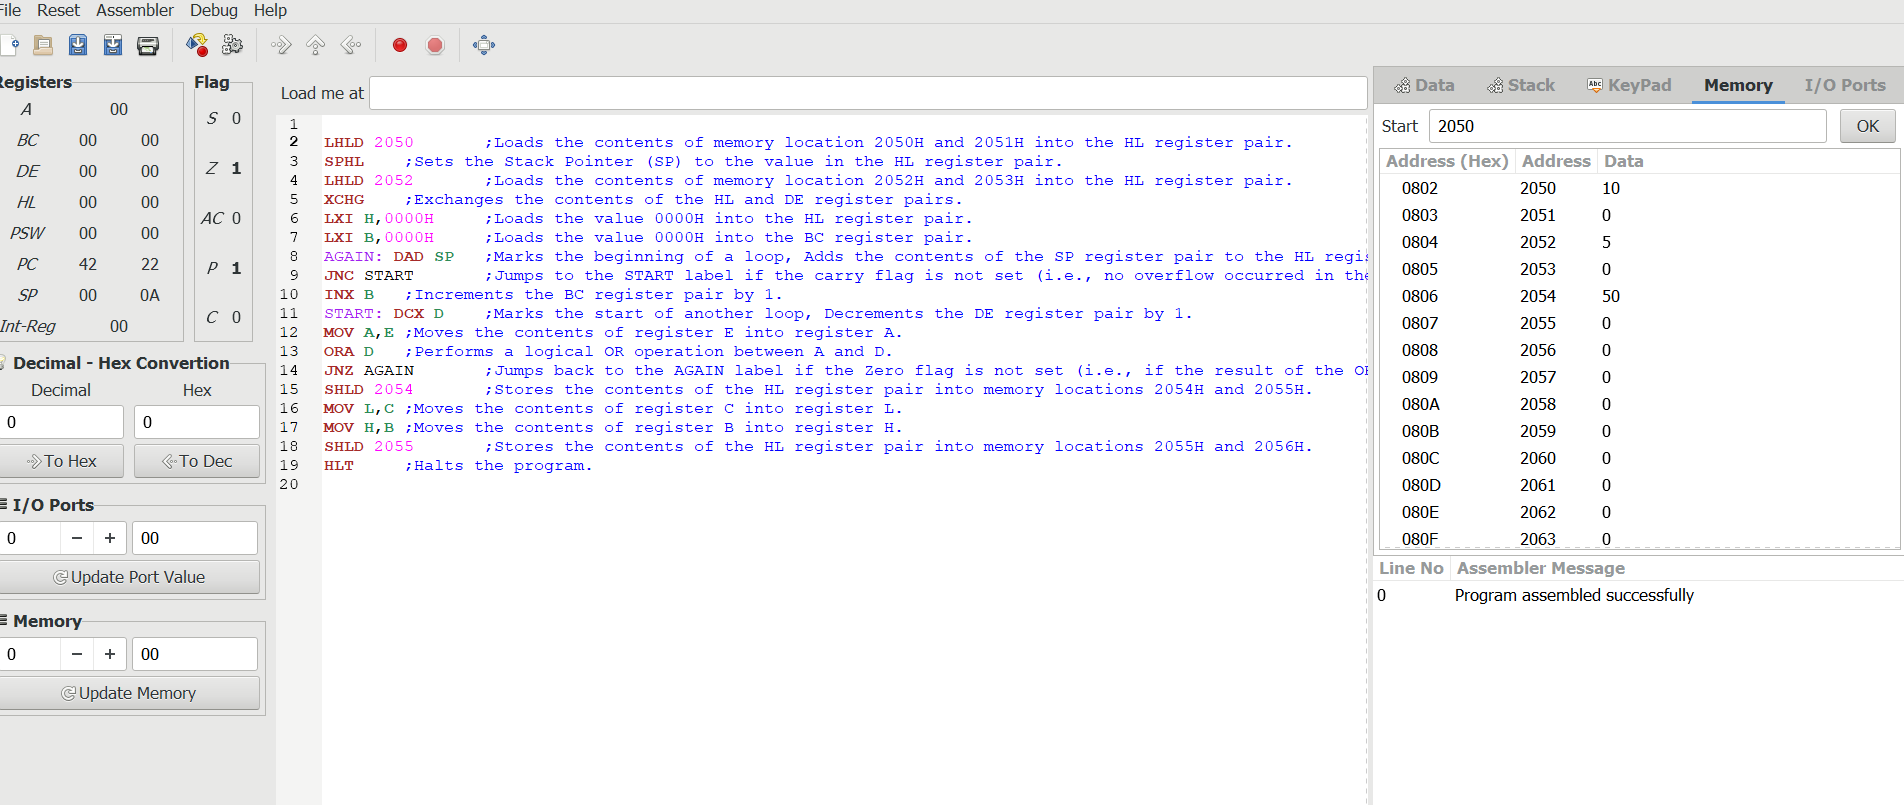 File Reset Assembler Debug Help
Registers
A 00
BC 00 00
DE 00 00
HL 00 00
PSW 00 00
PC 42 22
SP 00 0A
Int-Reg 00
Flag
S 0
Z 1
AC 0
P 1
C 0
Decimal - Hex Convertion
Decimal Hex
0 0
To Hex To Dec
I/O Ports
0 − + 00
Update Port Value
Memory
0 − + 00
Update Memory
Load me at
1
2 LHLD 2050 ;Loads the contents of memory location 2050H and 2051H into the HL register pair.
3 SPHL ;Sets the Stack Pointer (SP) to the value in the HL register pair.
4 LHLD 2052 ;Loads the contents of memory location 2052H and 2053H into the HL register pair.
5 XCHG ;Exchanges the contents of the HL and DE register pairs.
6 LXI H,0000H ;Loads the value 0000H into the HL register pair.
7 LXI B,0000H ;Loads the value 0000H into the BC register pair.
8 AGAIN: DAD SP ;Marks the beginning of a loop, Adds the contents of the SP register pair to the HL regi
9 JNC START ;Jumps to the START label if the carry flag is not set (i.e., no overflow occurred in the
10 INX B ;Increments the BC register pair by 1.
11 START: DCX D ;Marks the start of another loop, Decrements the DE register pair by 1.
12 MOV A,E ;Moves the contents of register E into register A.
13 ORA D ;Performs a logical OR operation between A and D.
14 JNZ AGAIN ;Jumps back to the AGAIN label if the Zero flag is not set (i.e., if the result of the O
15 SHLD 2054 ;Stores the contents of the HL register pair into memory locations 2054H and 2055H.
16 MOV L,C ;Moves the contents of register C into register L.
17 MOV H,B ;Moves the contents of register B into register H.
18 SHLD 2055 ;Stores the contents of the HL register pair into memory locations 2055H and 2056H.
19 HLT ;Halts the program.
20
Data Stack KeyPad Memory I/O Ports
Start 2050 OK
Address (Hex) Address Data
0802 2050 10
0803 2051 0
0804 2052 5
0805 2053 0
0806 2054 50
0807 2055 0
0808 2056 0
0809 2057 0
080A 2058 0
080B 2059 0
080C 2060 0
080D 2061 0
080E 2062 0
080F 2063 0
Line No Assembler Message
0 Program assembled successfully